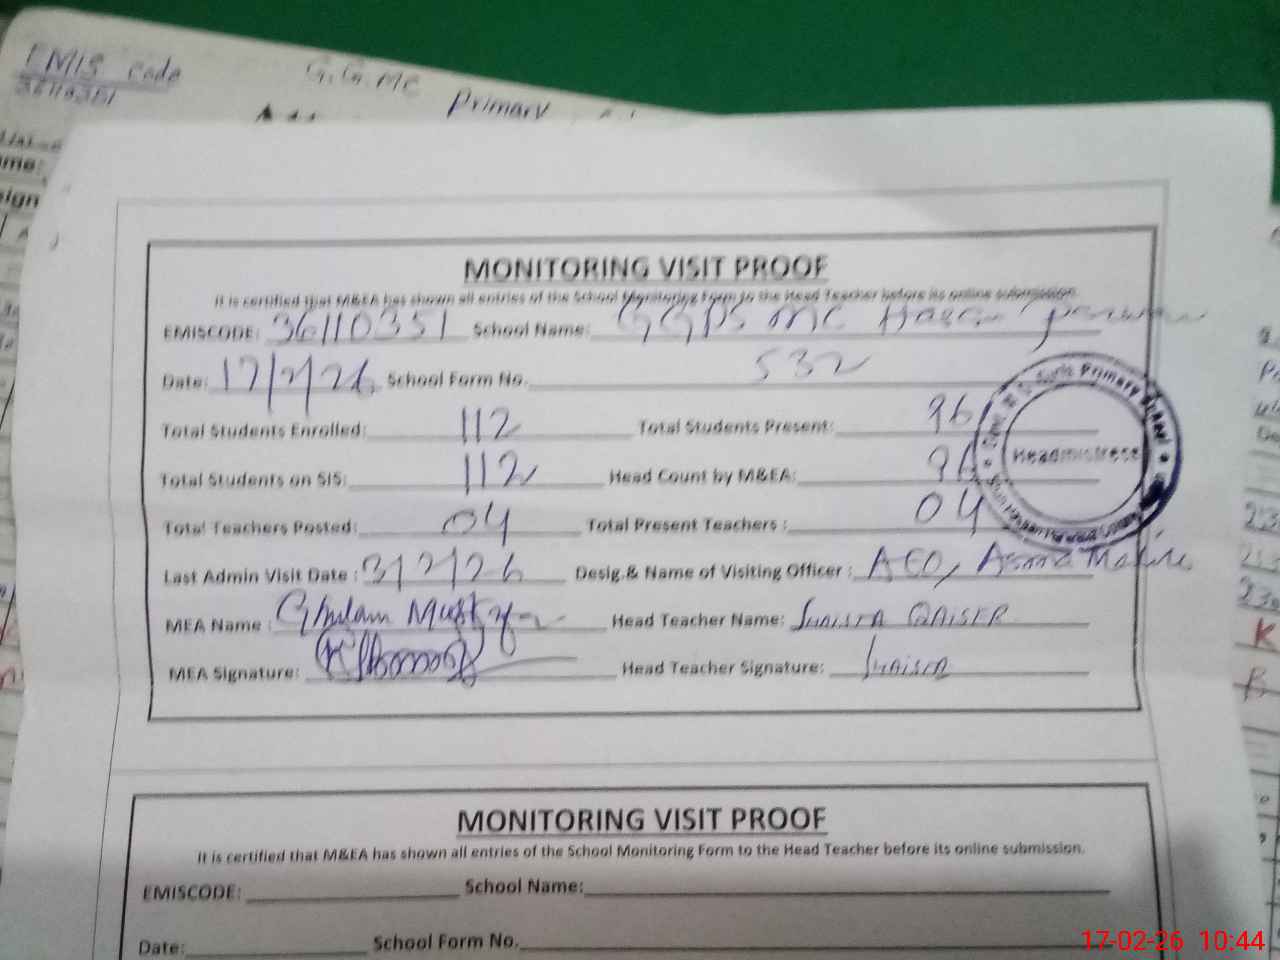 EMIS code
36110351
G.G.MC
Primary
MONITORING VISIT PROOF
It is certified that M&EA has shown all entries of the School Monitoring Form to the Head Teacher before its online submission.
EMISCODE: 36110351 School Name: GGPS MC Hasan
Date: 17/2/26 School Form No. 532
Total Students Enrolled: 112 Total Students Present: 96
Total Students on SIS: 112 Head Count by M&EA: 96
Total Teachers Posted: 04 Total Present Teachers : 04
Last Admin Visit Date : 3/2/26 Desig.& Name of Visiting Officer : AEO, Asma
MEA Name : Ghulam Head Teacher Name: SHAISTA QAISER
MEA Signature: Head Teacher Signature: SHAISTA
Girls Primary School
Headmistress
MONITORING VISIT PROOF
It is certified that M&EA has shown all entries of the School Monitoring Form to the Head Teacher before its online submission.
EMISCODE: School Name:
Date: School Form No.
17-02-26 10:44